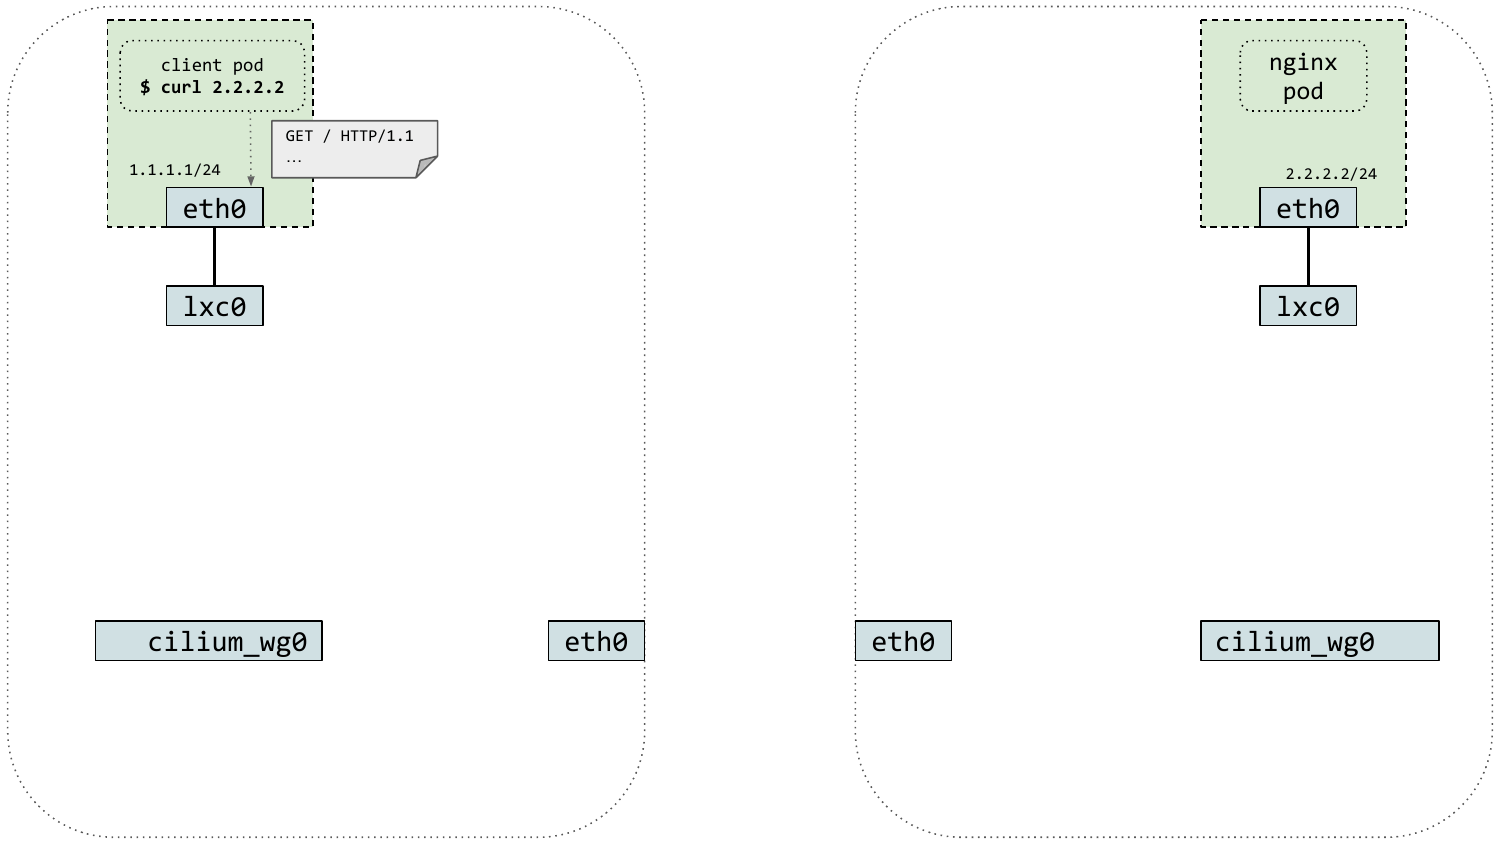 client pod
$ curl 2.2.2.2
GET / HTTP/1.1
…
1.1.1.1/24
eth0
lxc0
cilium_wg0
eth0
nginx
pod
2.2.2.2/24
eth0
lxc0
eth0
cilium_wg0